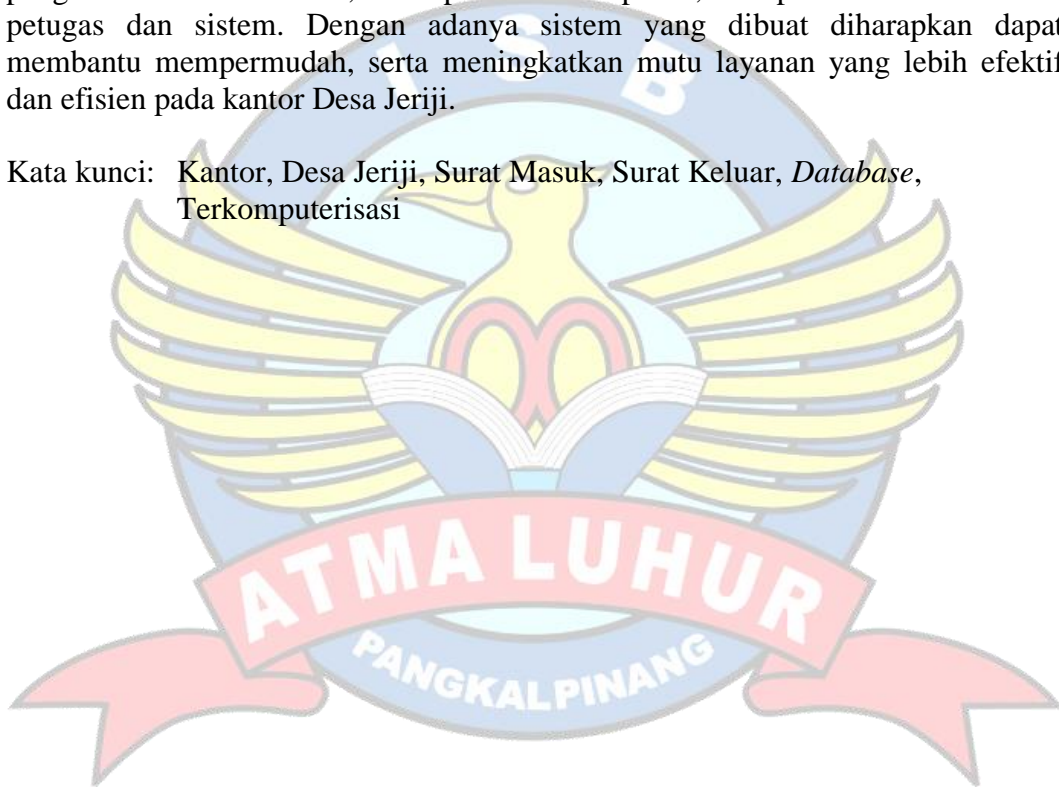 petugas dan sistem. Dengan adanya sistem yang dibuat diharapkan dapat
membantu mempermudah, serta meningkatkan mutu layanan yang lebih efektif
dan efisien pada kantor Desa Jeriji.
Kata kunci: Kantor, Desa Jeriji, Surat Masuk, Surat Keluar, Database,
Terkomputerisasi
I S B
ATMA LUHUR
PANGKALPINANG